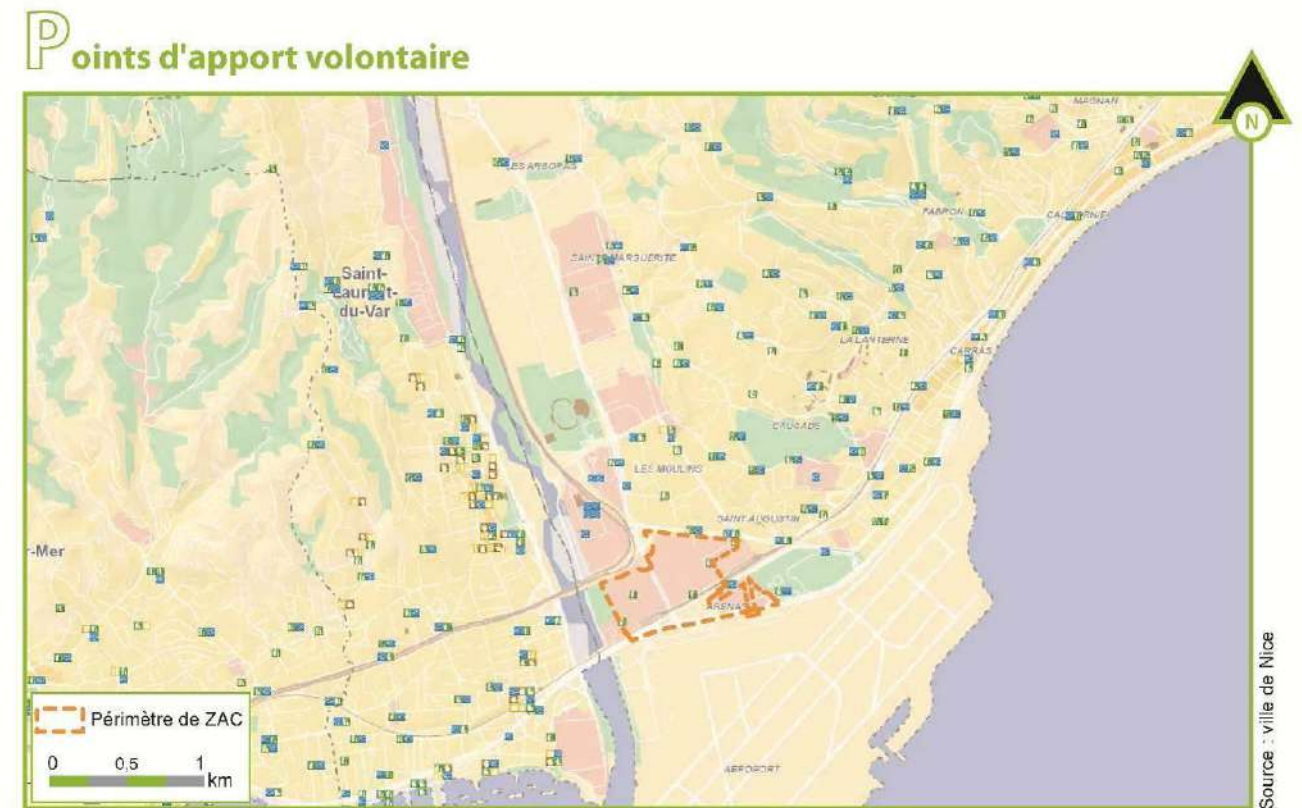 Points d'apport volontaire
N
MAGNAN
LES ARBORAS
FABRON
SAINTE MARGUERITE
Saint-
Laurent-
du-Var
LA LANTERNE
CARRAS
CAUCADE
LES MOULINS
SAINT AUGUSTIN
r-Mer
ARENAS
AEROPORT
Périmètre de ZAC
0 0,5 1
km
Source : ville de Nice